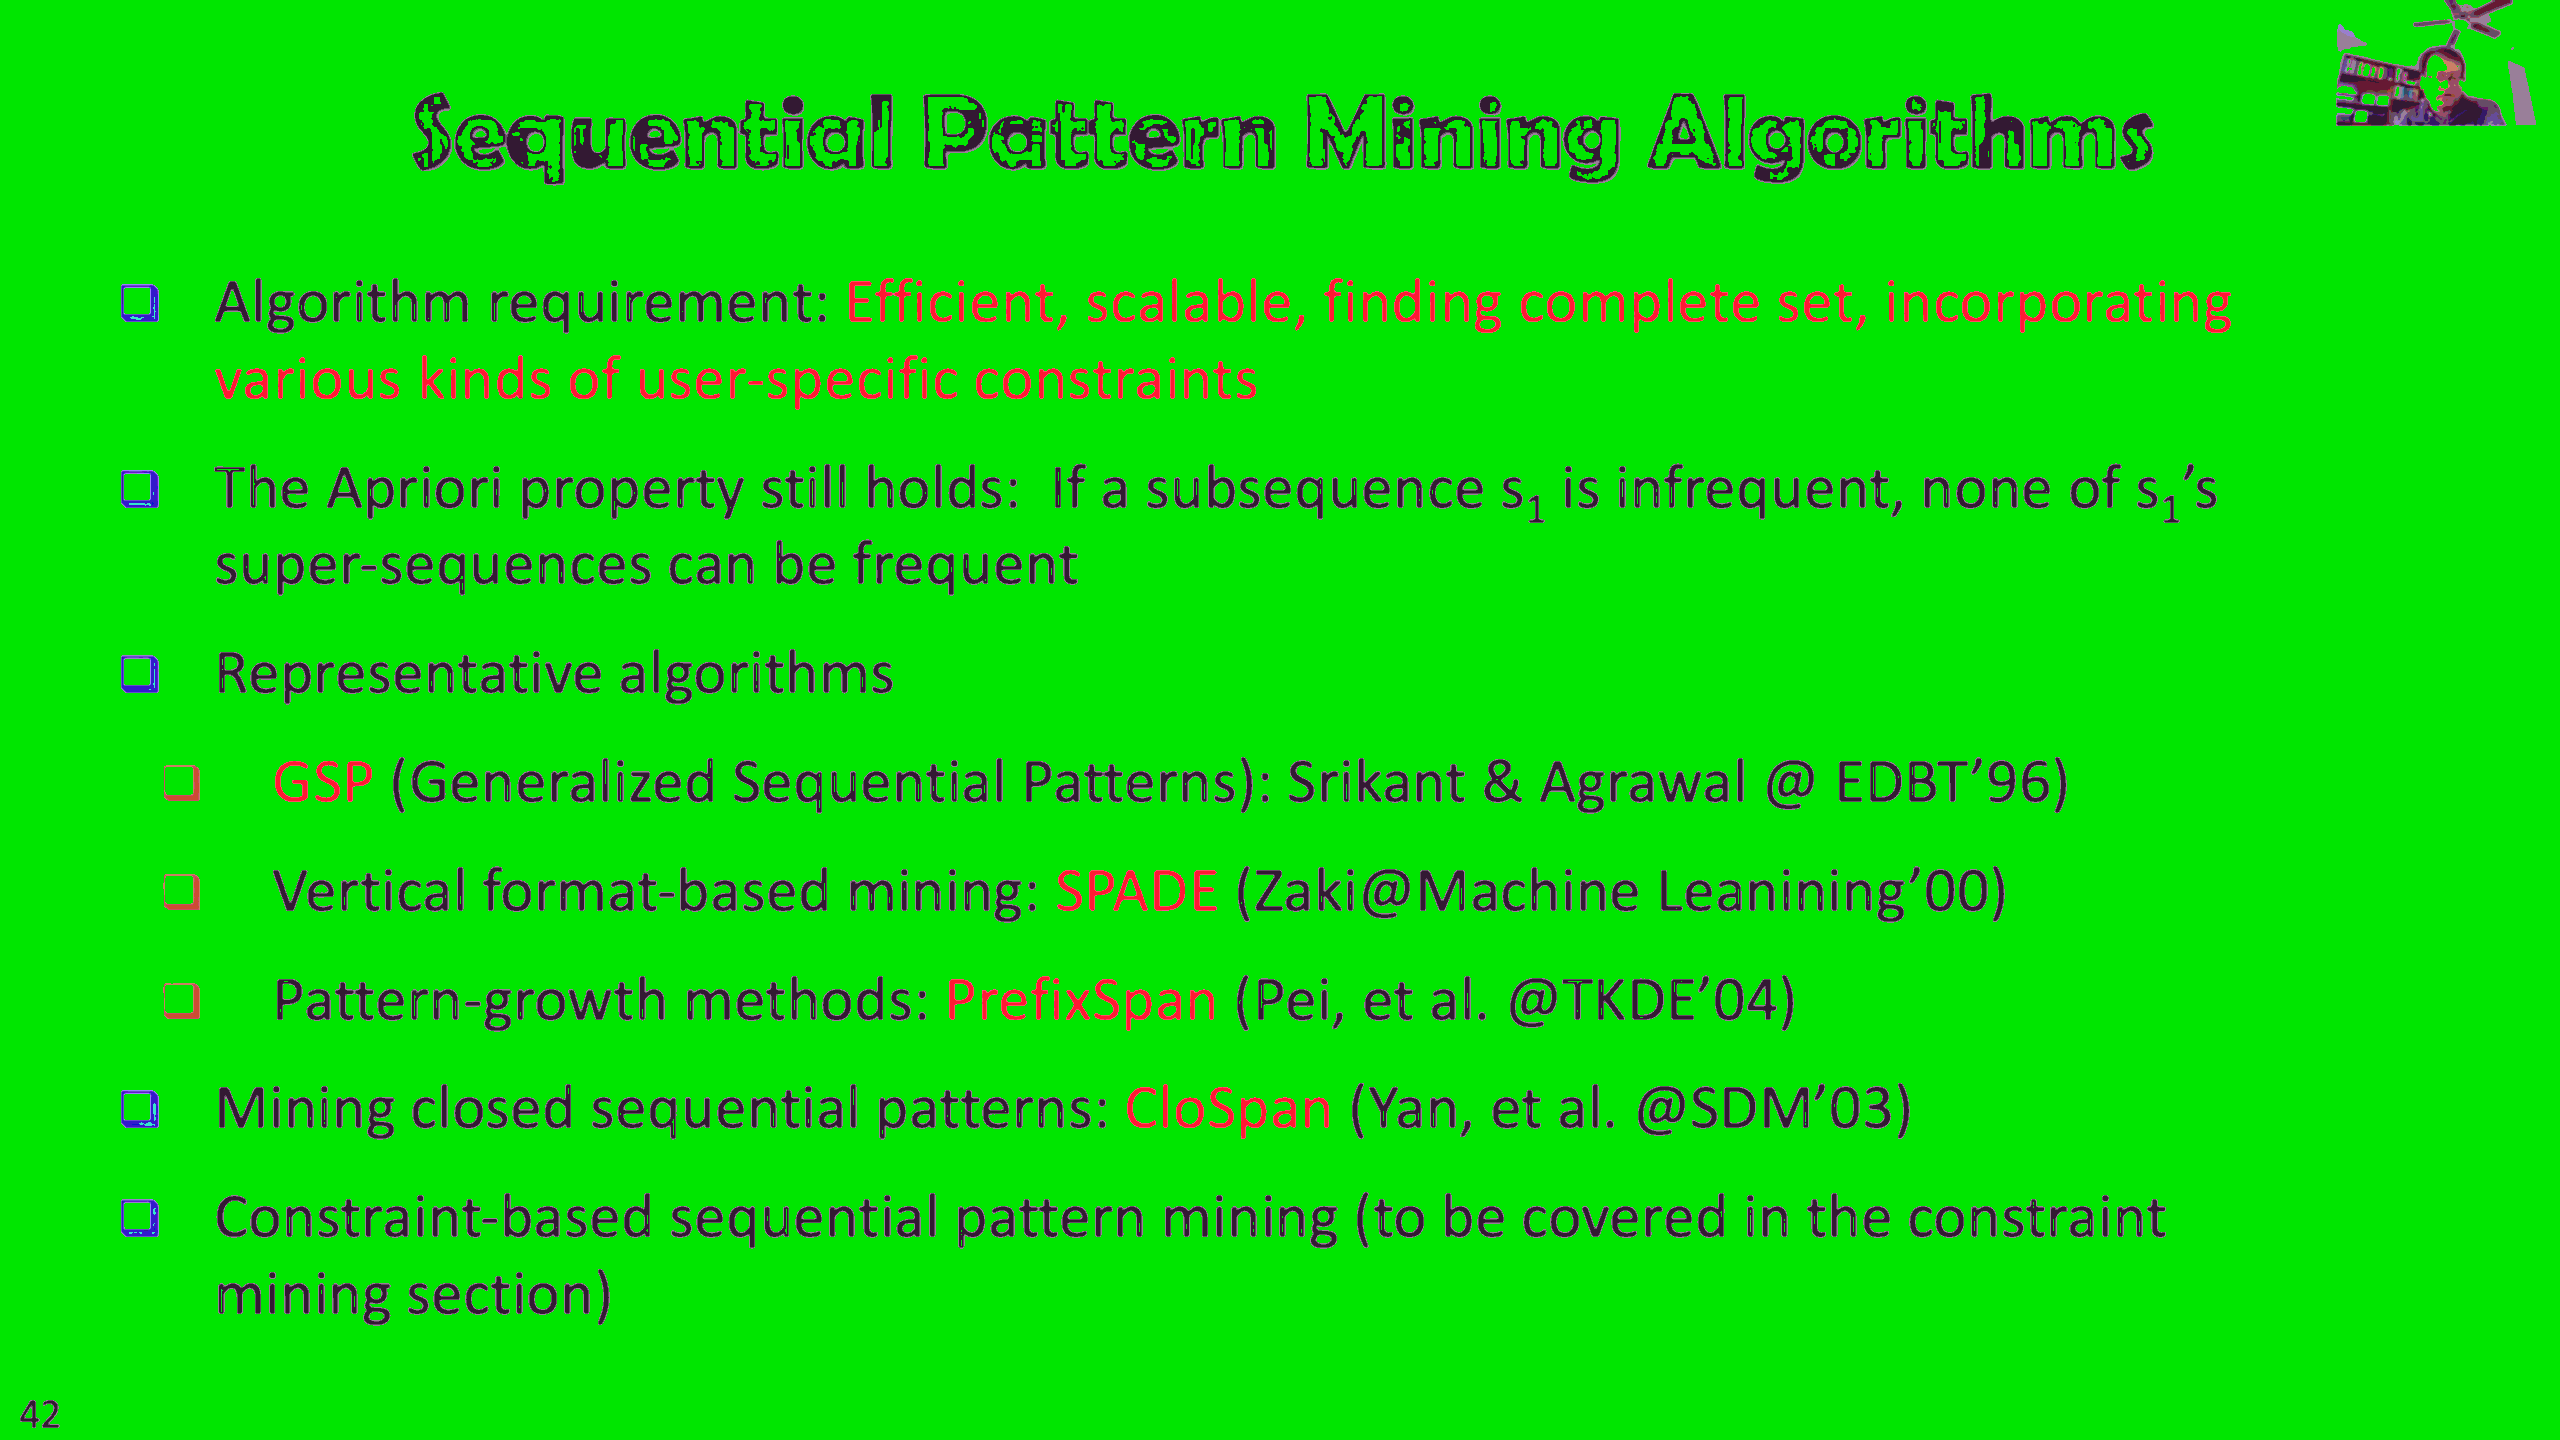 Sequential Pattern Mining Algorithms
Algorithm requirement: Efficient, scalable, finding complete set, incorporating
various kinds of user-specific constraints
The Apriori property still holds: If a subsequence s₁ is infrequent, none of s₁’s
super-sequences can be frequent
Representative algorithms
GSP (Generalized Sequential Patterns): Srikant & Agrawal @ EDBT’96)
Vertical format-based mining: SPADE (Zaki@Machine Leanining’00)
Pattern-growth methods: PrefixSpan (Pei, et al. @TKDE’04)
Mining closed sequential patterns: CloSpan (Yan, et al. @SDM’03)
Constraint-based sequential pattern mining (to be covered in the constraint
mining section)
42